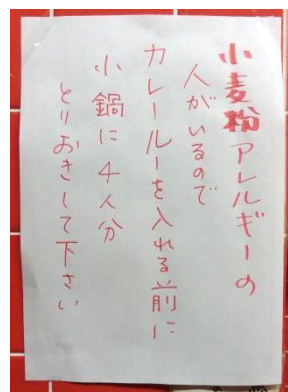 小麦粉アレルギーの
人がいるので
カレールーを入れる前に
小鍋に4人分
とりおきして下さい